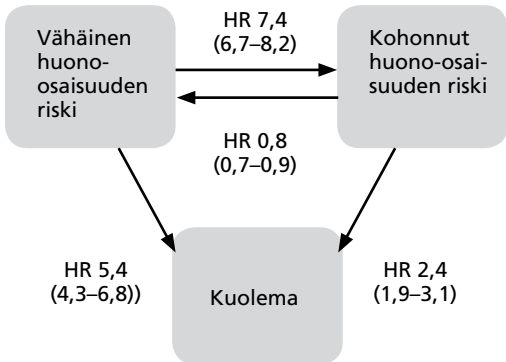 HR 7,4
(6,7–8,2)
Vähäinen
huono-
osaisuuden
riski
Kohonnut
huono-osai-
suuden riski
HR 0,8
(0,7–0,9)
HR 5,4
(4,3–6,8))
Kuolema
HR 2,4
(1,9–3,1)